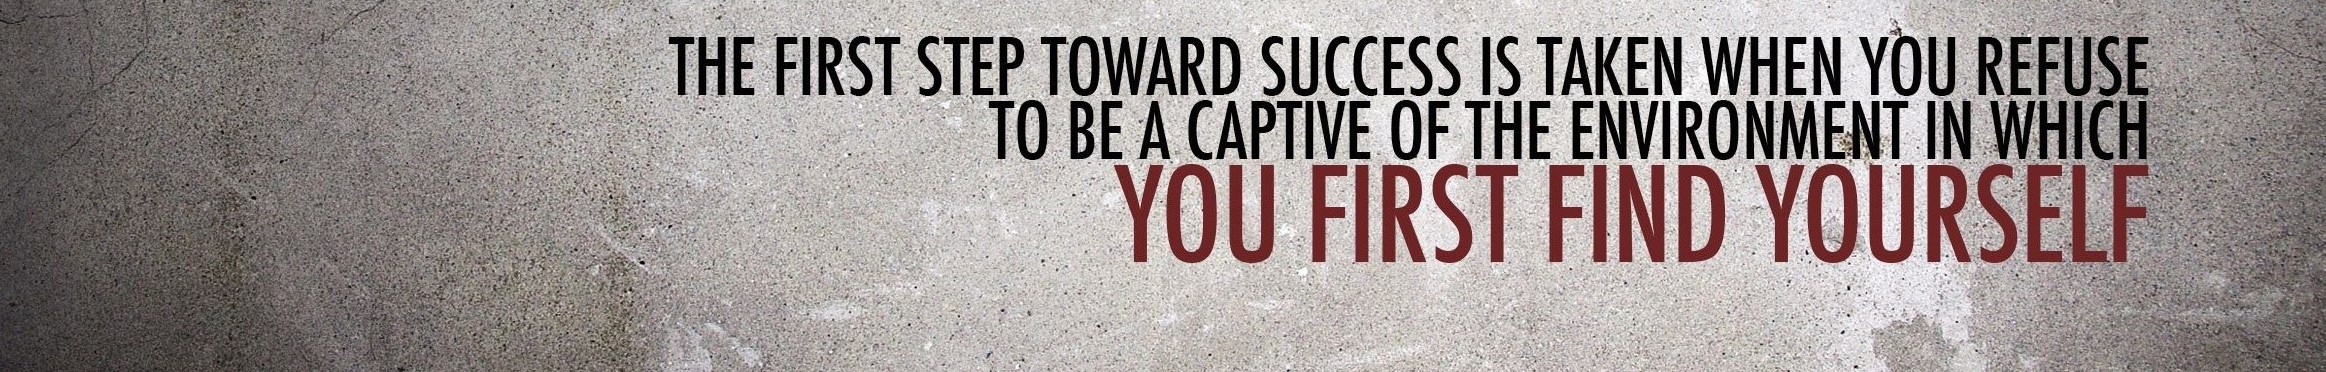 THE FIRST STEP TOWARD SUCCESS IS TAKEN WHEN YOU REFUSE
TO BE A CAPTIVE OF THE ENVIRONMENT IN WHICH
YOU FIRST FIND YOURSELF